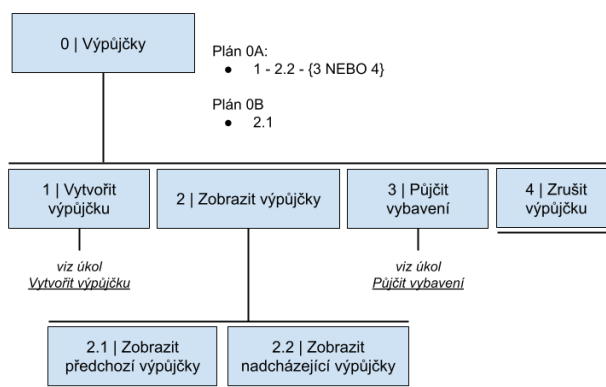 0 | Výpůjčky
Plán 0A:
● 1 - 2.2 - {3 NEBO 4}
Plán 0B
● 2.1
1 | Vytvořit
výpůjčku
2 | Zobrazit výpůjčky
3 | Půjčit
vybavení
4 | Zrušit
výpůjčku
viz úkol
Vytvořit výpůjčku
viz úkol
Půjčit vybavení
2.1 | Zobrazit
předchozí výpůjčky
2.2 | Zobrazit
nadcházející výpůjčky